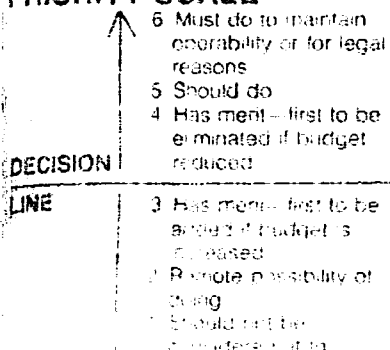 PRIORITY SCALE
6 Must do to maintain
operability or for legal
reasons
5 Should do
4 Has merit – first to be
eliminated if budget
reduced
DECISION
LINE
3 Has merit – first to be
added if budget is
increased
2 Remote possibility of
doing
Should not be